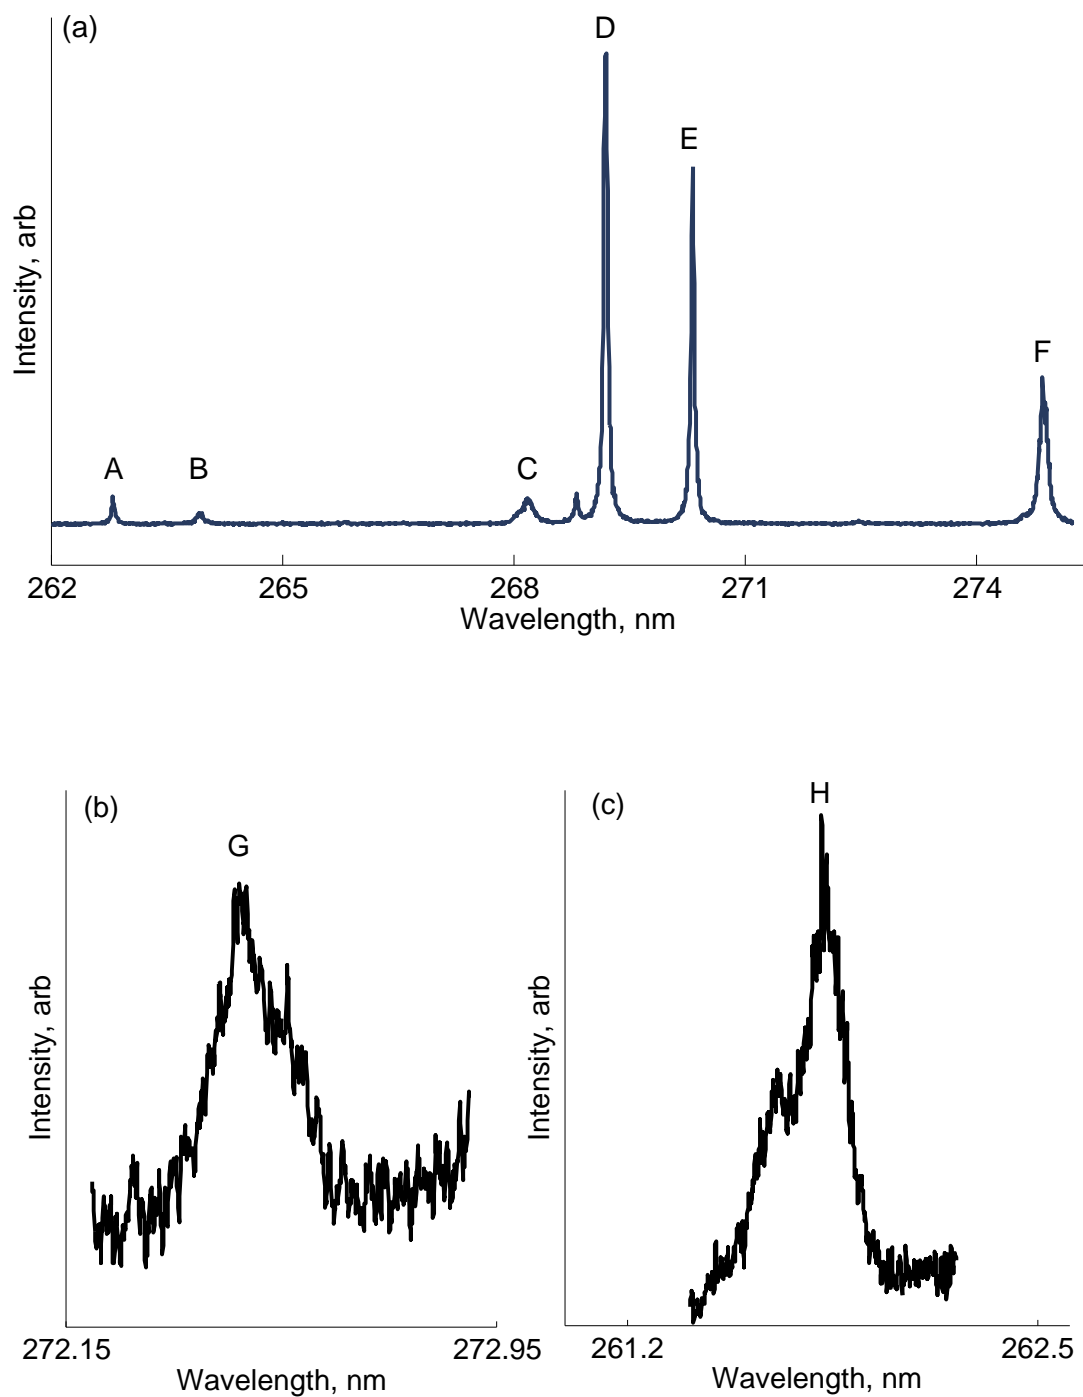 (a)
D
E
F
A
B
C
Intensity, arb
262
265
268
271
274
Wavelength, nm
(b)
G
Intensity, arb
272.15
272.95
Wavelength, nm
(c)
H
Intensity, arb
261.2
262.5
Wavelength, nm